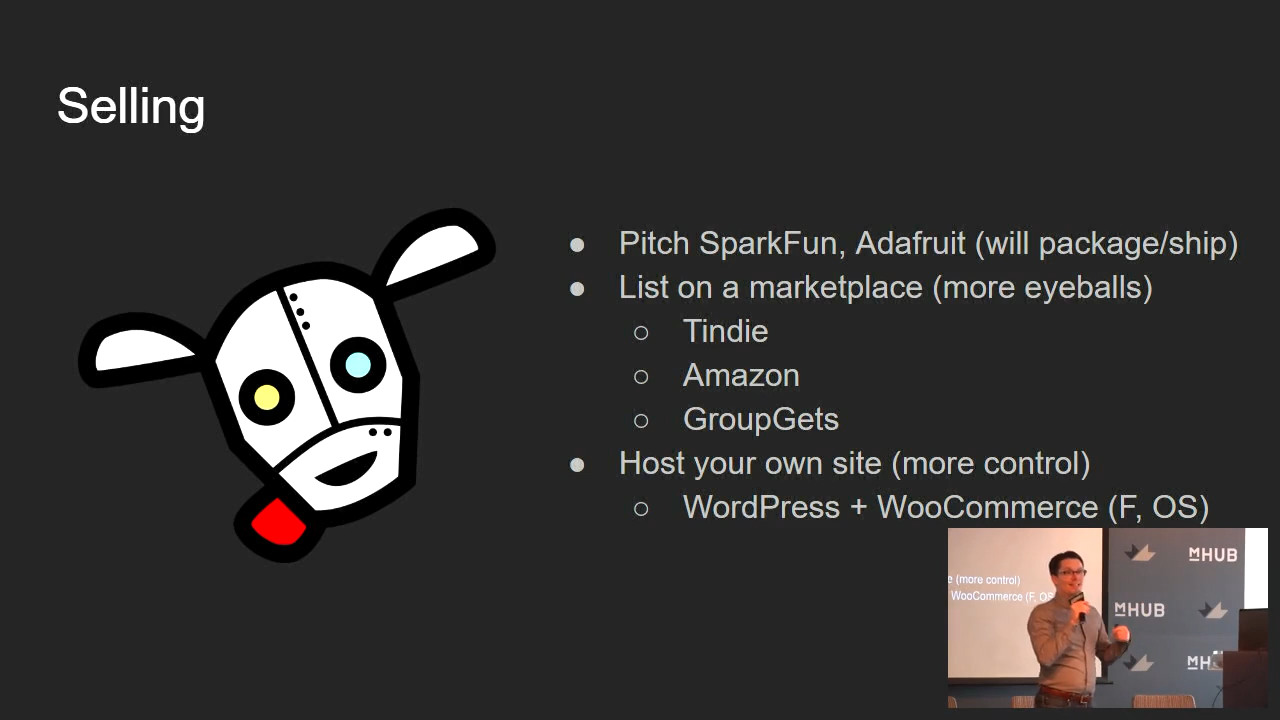 Selling
● Pitch SparkFun, Adafruit (will package/ship)
● List on a marketplace (more eyeballs)
○ Tindie
○ Amazon
○ GroupGets
● Host your own site (more control)
○ WordPress + WooCommerce (F, OS)
e (more control)
WooCommerce (F, OS
MHUB
MHUB
MH